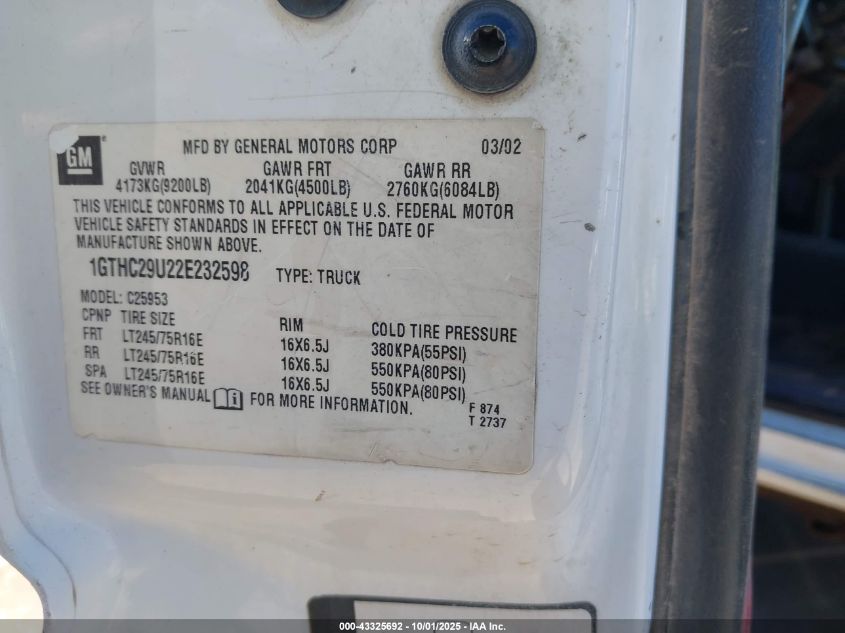 GM
MFD BY GENERAL MOTORS CORP 03/02
GVWR GAWR FRT GAWR RR
4173KG(9200LB) 2041KG(4500LB) 2760KG(6084LB)
THIS VEHICLE CONFORMS TO ALL APPLICABLE U.S. FEDERAL MOTOR
VEHICLE SAFETY STANDARDS IN EFFECT ON THE DATE OF
MANUFACTURE SHOWN ABOVE.
1GTHC29U22E232598 TYPE: TRUCK
MODEL: C25953
CPNP TIRE SIZE RIM COLD TIRE PRESSURE
FRT LT245/75R16E 16X6.5J 380KPA(55PSI)
RR LT245/75R16E 16X6.5J 550KPA(80PSI)
SPA LT245/75R16E 16X6.5J 550KPA(80PSI)
SEE OWNER'S MANUAL FOR MORE INFORMATION.
F 874
T 2737
000-43325692 - 10/01/2025 - IAA Inc.